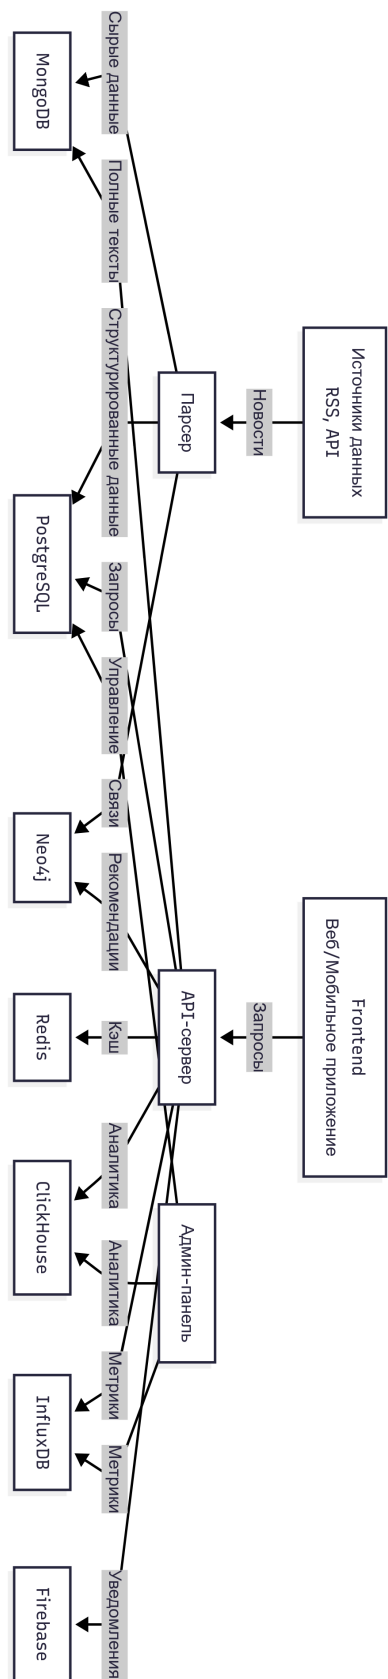 Источники данных
RSS, API
Frontend
Веб/Мобильное приложение
Новости
Запросы
Парсер
API-сервер
Админ-панель
Сырые данные
Полные тексты
Структурированные данные
Запросы
Управление
Связи
Рекомендации
Кэш
Аналитика
Аналитика
Метрики
Метрики
Уведомления
MongoDB
PostgreSQL
Neo4j
Redis
ClickHouse
InfluxDB
Firebase